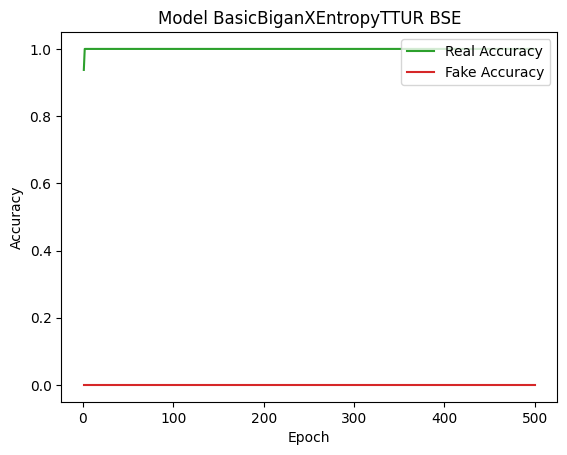 Model BasicBiganXEntropyTTUR BSE
Real Accuracy
Fake Accuracy
Accuracy
1.0
0.8
0.6
0.4
0.2
0.0
0 100 200 300 400 500
Epoch